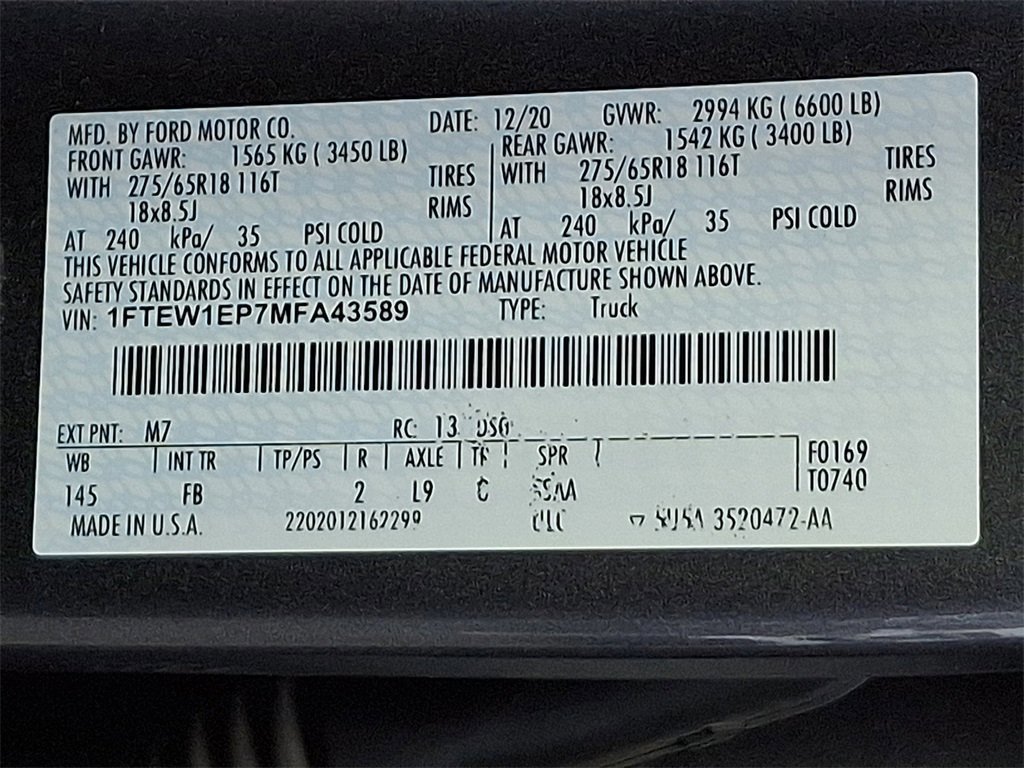 MFD. BY FORD MOTOR CO. DATE: 12/20 GVWR: 2994 KG ( 6600 LB)
FRONT GAWR: 1565 KG ( 3450 LB) REAR GAWR: 1542 KG ( 3400 LB)
WITH 275/65R18 116T TIRES WITH 275/65R18 116T TIRES
18x8.5J RIMS 18x8.5J RIMS
AT 240 kPa/ 35 PSI COLD AT 240 kPa/ 35 PSI COLD
THIS VEHICLE CONFORMS TO ALL APPLICABLE FEDERAL MOTOR VEHICLE
SAFETY STANDARDS IN EFFECT ON THE DATE OF MANUFACTURE SHOWN ABOVE.
VIN: 1FTEW1EP7MFA43589 TYPE: Truck
EXT PNT: M7 RC: 13 DSO:
WB INT TR TP/PS R AXLE TR SPR F0169
145 FB 2 L9 T0740
MADE IN U.S.A. 2202012162299 3520472-AA